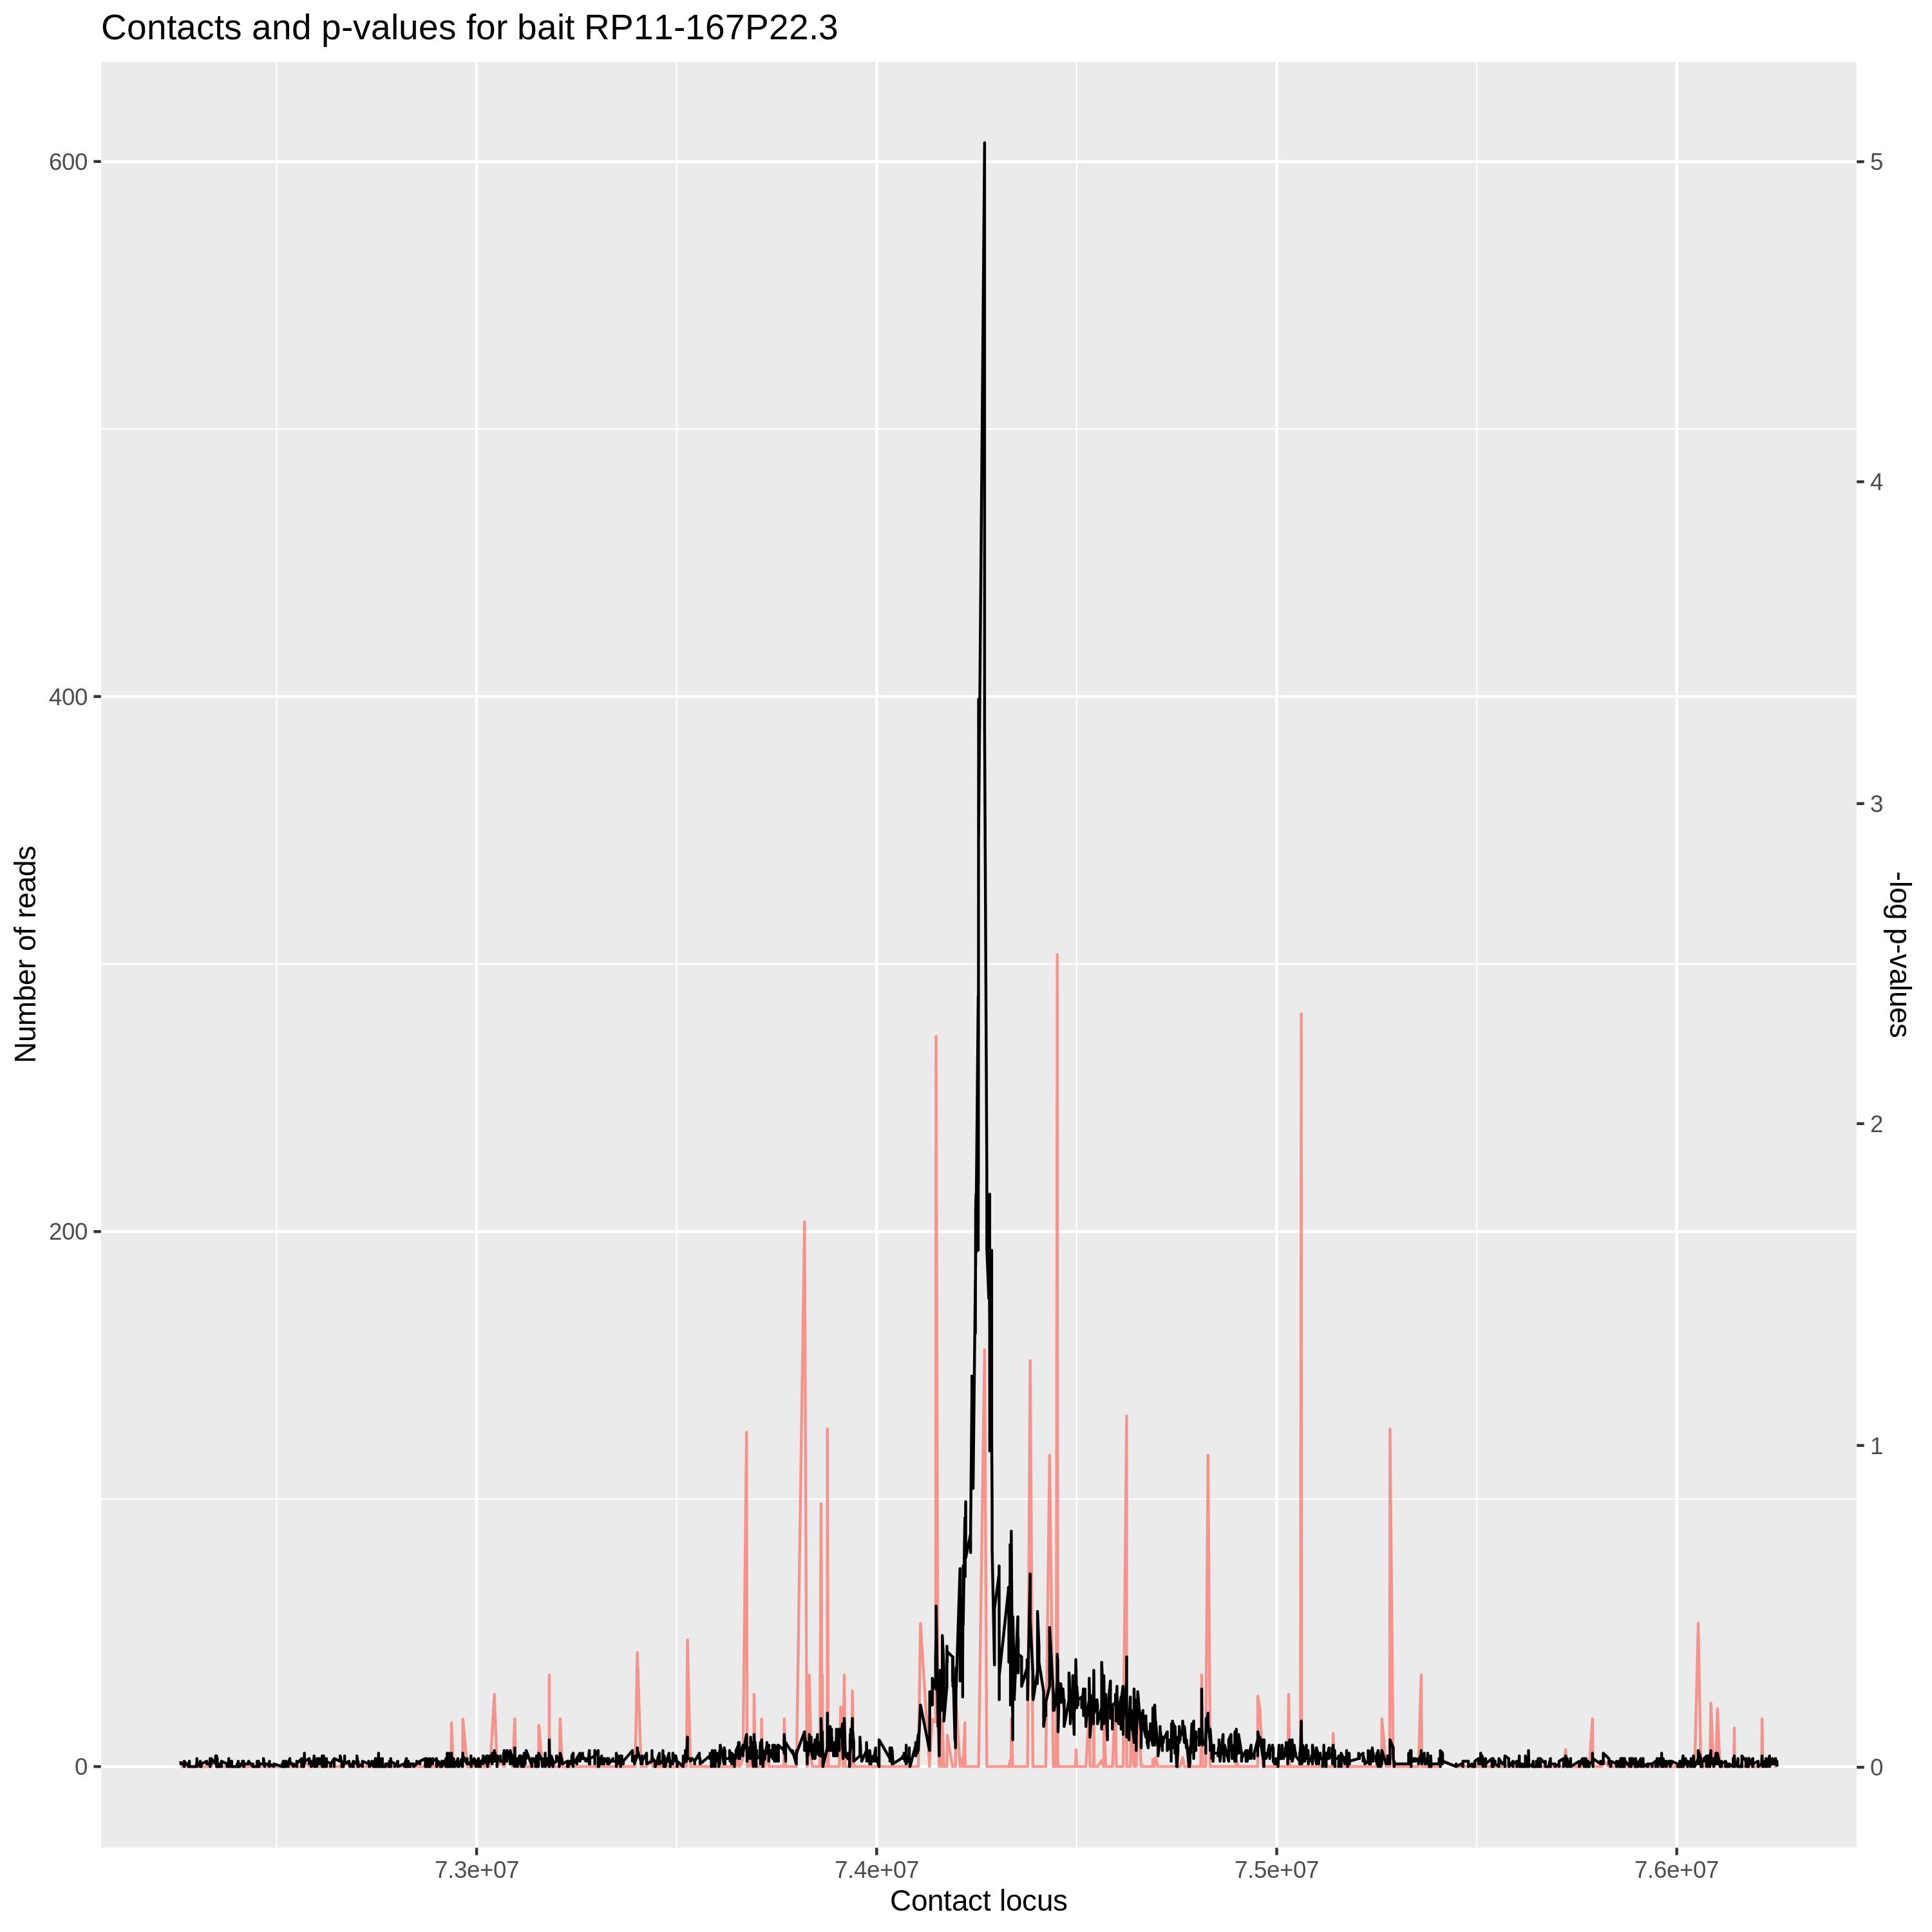 Contacts and p-values for bait RP11-167P22.3
600
400
200
0
Number of reads
5
4
3
2
1
0
-log p-values
7.3e+07
7.4e+07
7.5e+07
7.6e+07
Contact locus